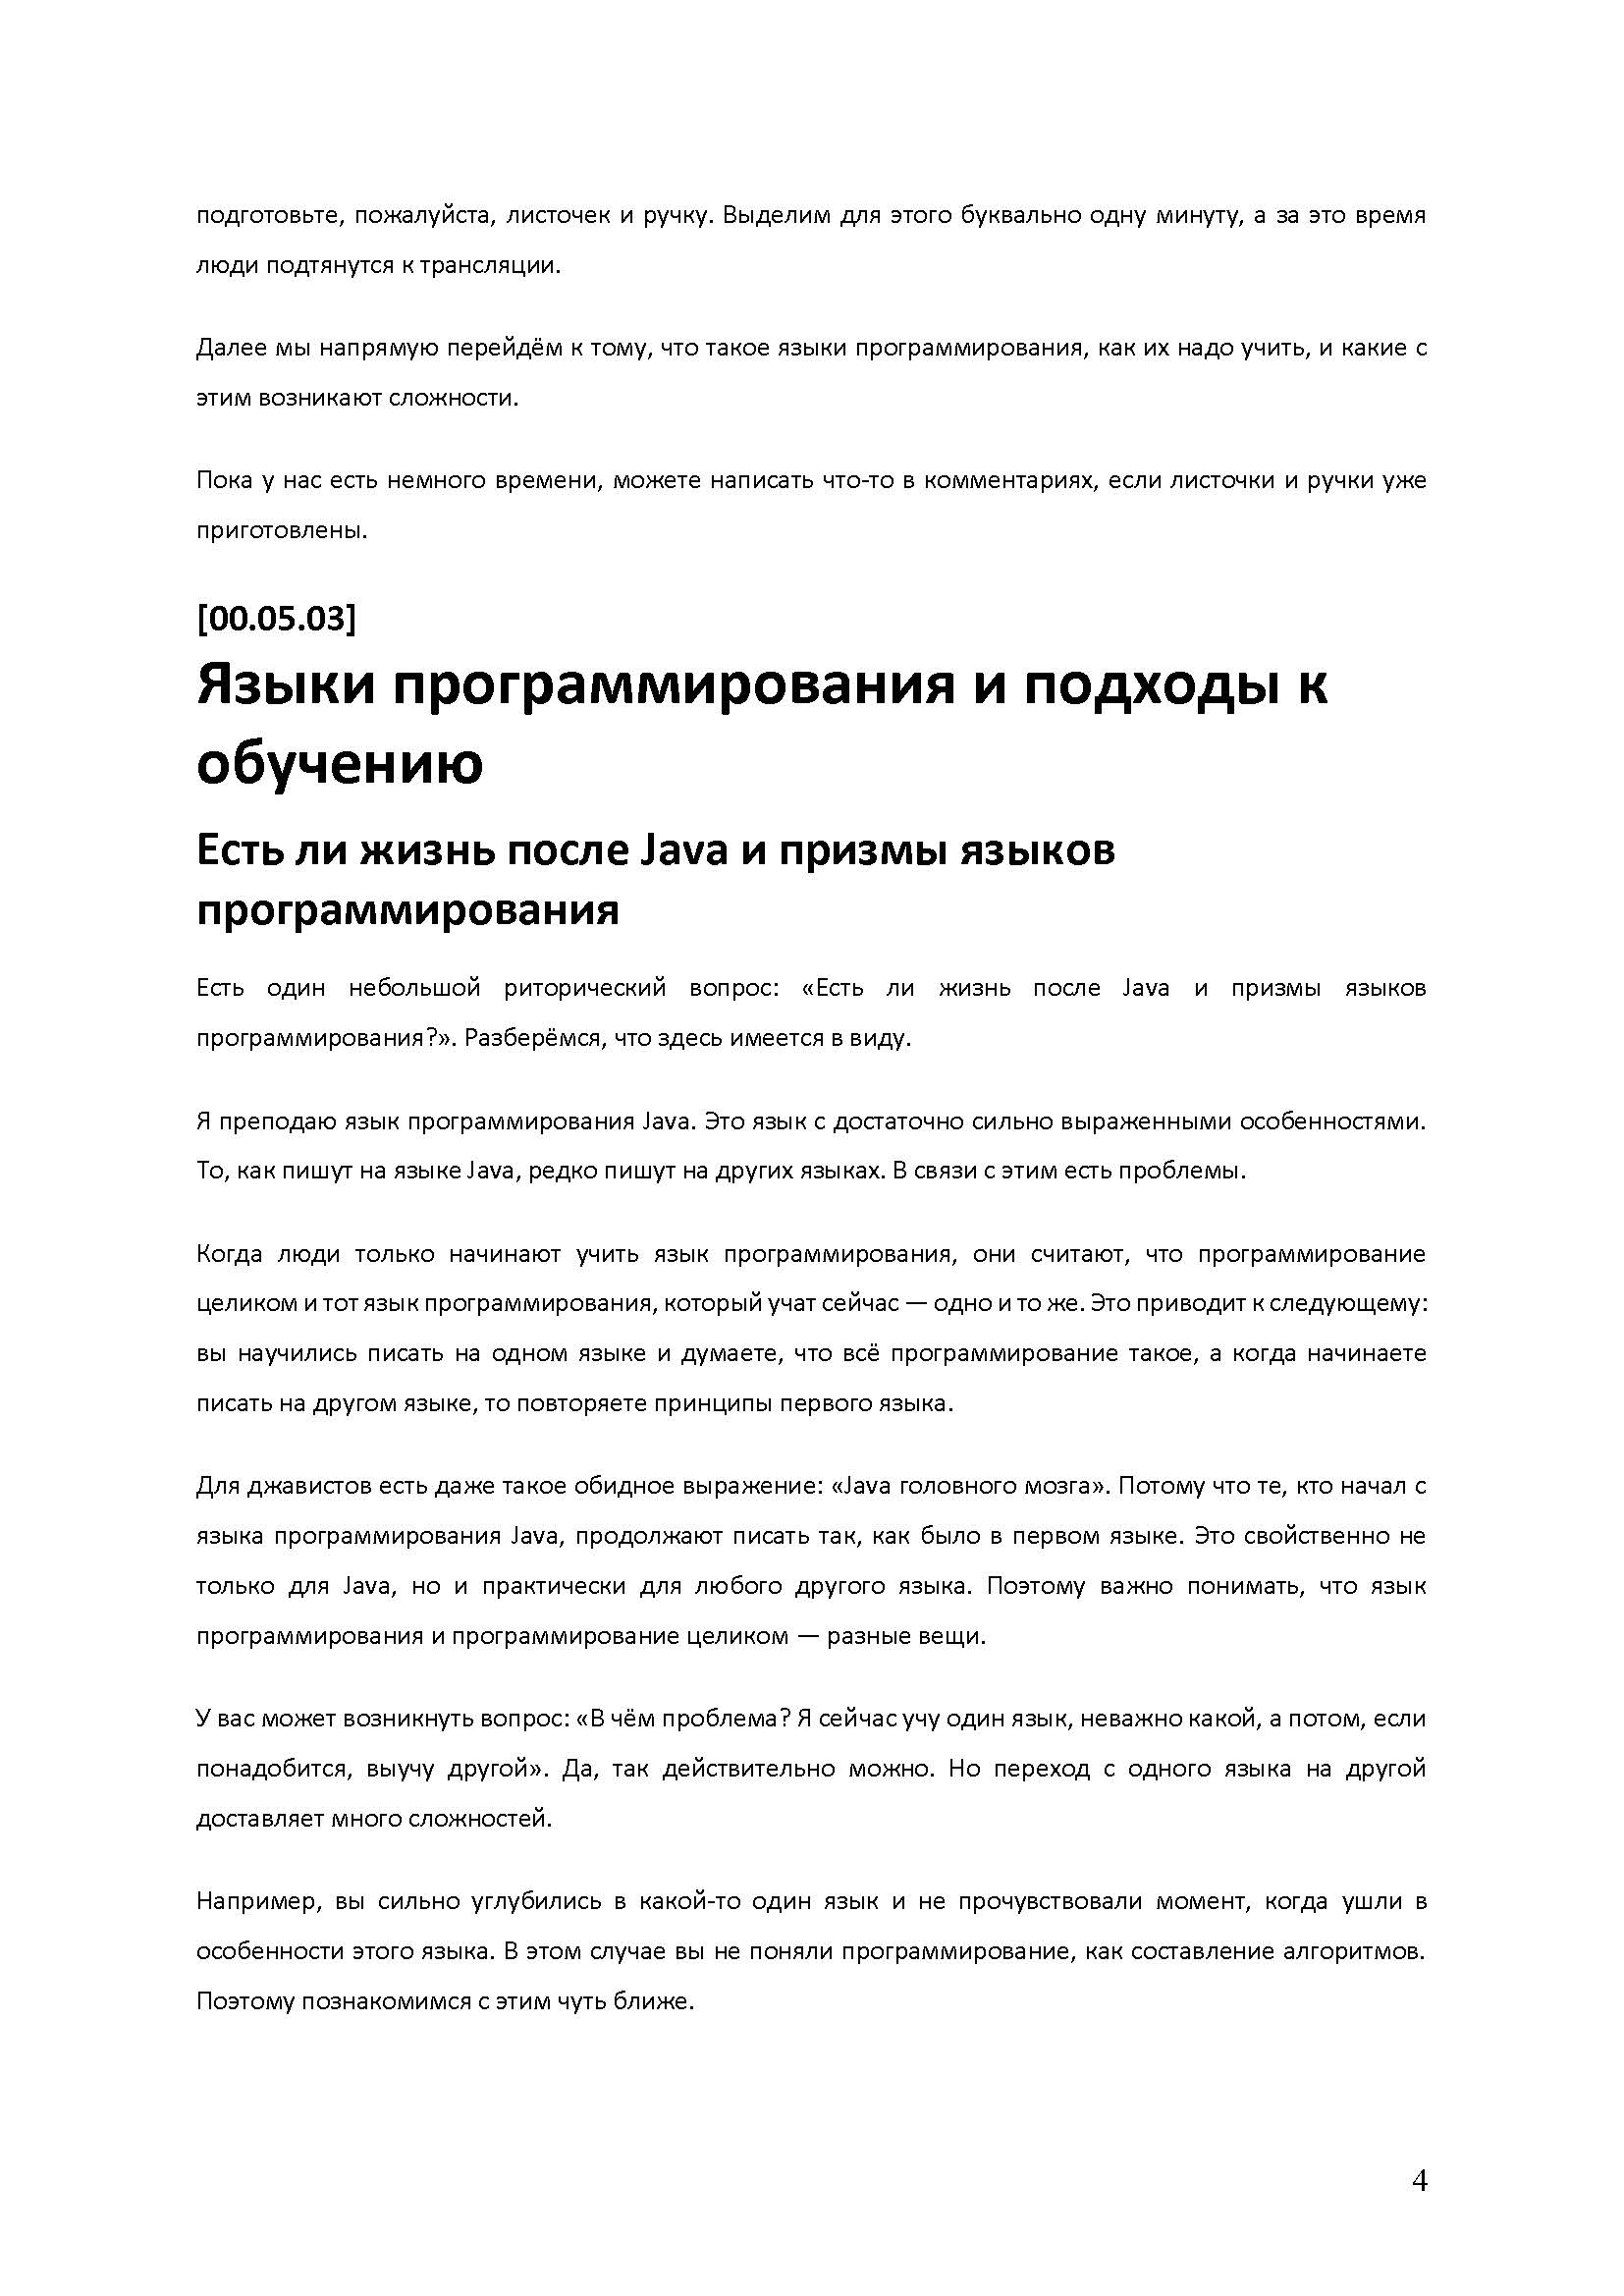 подготовьте, пожалуйста, листочек и ручку. Выделим для этого буквально одну минуту, а за это время
люди подтянутся к трансляции.
Далее мы напрямую перейдём к тому, что такое языки программирования, как их надо учить, и какие с
этим возникают сложности.
Пока у нас есть немного времени, можете написать что-то в комментариях, если листочки и ручки уже
приготовлены.
[00.05.03]
Языки программирования и подходы к
обучению
Есть ли жизнь после Java и призмы языков
программирования
Есть один небольшой риторический вопрос: «Есть ли жизнь после Java и призмы языков
программирования?». Разберёмся, что здесь имеется в виду.
Я преподаю язык программирования Java. Это язык с достаточно сильно выраженными особенностями.
То, как пишут на языке Java, редко пишут на других языках. В связи с этим есть проблемы.
Когда люди только начинают учить язык программирования, они считают, что программирование
целиком и тот язык программирования, который учат сейчас — одно и то же. Это приводит к следующему:
вы научились писать на одном языке и думаете, что всё программирование такое, а когда начинаете
писать на другом языке, то повторяете принципы первого языка.
Для джавистов есть даже такое обидное выражение: «Java головного мозга». Потому что те, кто начал с
языка программирования Java, продолжают писать так, как было в первом языке. Это свойственно не
только для Java, но и практически для любого другого языка. Поэтому важно понимать, что язык
программирования и программирование целиком — разные вещи.
У вас может возникнуть вопрос: «В чём проблема? Я сейчас учу один язык, неважно какой, а потом, если
понадобится, выучу другой». Да, так действительно можно. Но переход с одного языка на другой
доставляет много сложностей.
Например, вы сильно углубились в какой-то один язык и не прочувствовали момент, когда ушли в
особенности этого языка. В этом случае вы не поняли программирование, как составление алгоритмов.
Поэтому познакомимся с этим чуть ближе.
4